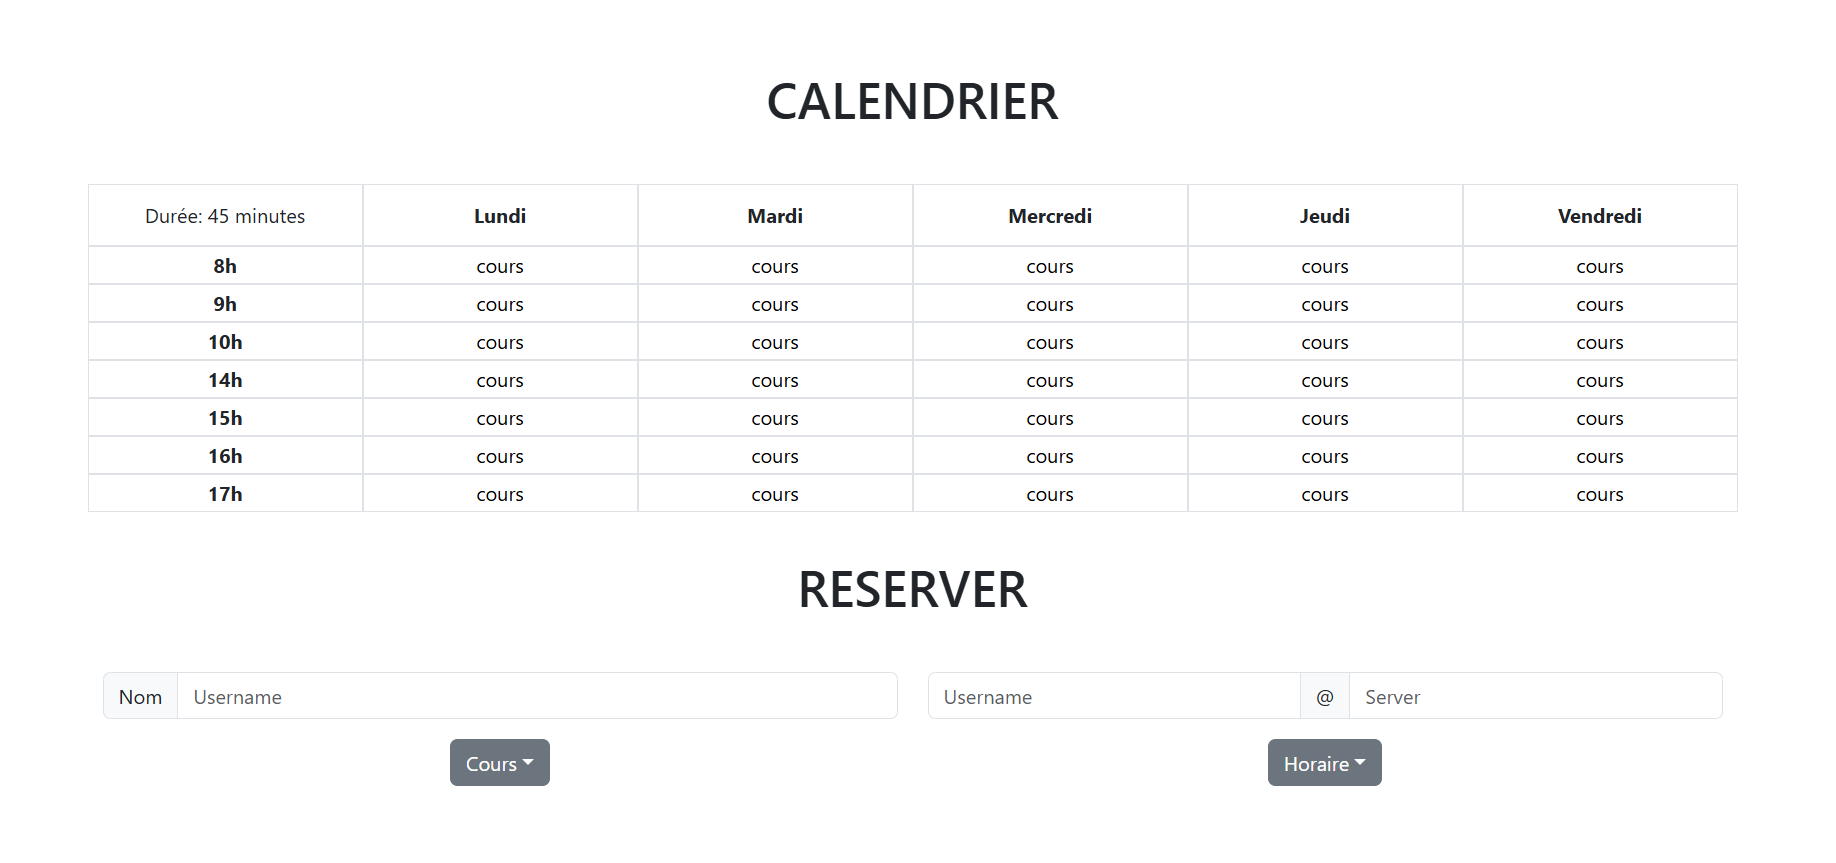 CALENDRIER
Durée: 45 minutes Lundi Mardi Mercredi Jeudi Vendredi
8h cours cours cours cours cours
9h cours cours cours cours cours
10h cours cours cours cours cours
14h cours cours cours cours cours
15h cours cours cours cours cours
16h cours cours cours cours cours
17h cours cours cours cours cours
RESERVER
Nom Username Username @ Server
Cours Horaire